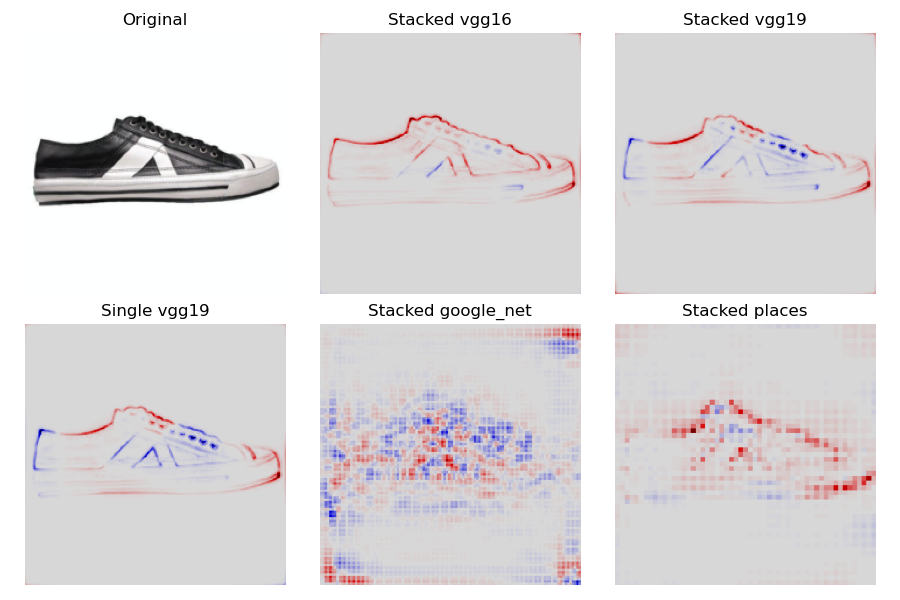 Original
Stacked vgg16
Stacked vgg19
Single vgg19
Stacked google_net
Stacked places